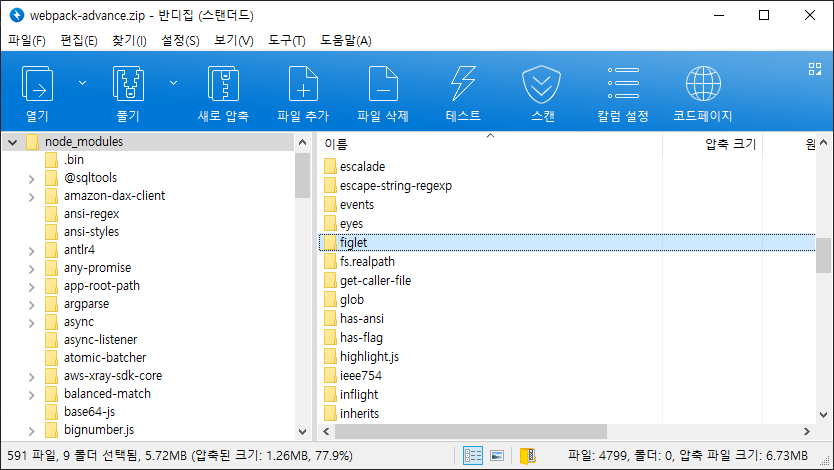 webpack-advance.zip - 반디집 (스탠더드)
파일(F) 편집(E) 찾기(I) 설정(S) 보기(V) 도구(T) 도움말(A)
열기 풀기 새로 압축 파일 추가 파일 삭제 테스트 스캔 칼럼 설정 코드페이지
node_modules
.bin
@sqltools
amazon-dax-client
ansi-regex
ansi-styles
antlr4
any-promise
app-root-path
argparse
async
async-listener
atomic-batcher
aws-xray-sdk-core
balanced-match
base64-js
bignumber.js
이름 압축 크기 원
escalade
escape-string-regexp
events
eyes
figlet
fs.realpath
get-caller-file
glob
has-ansi
has-flag
highlight.js
ieee754
inflight
inherits
591 파일, 9 폴더 선택됨, 5.72MB (압축된 크기: 1.26MB, 77.9%)
파일: 4799, 폴더: 0, 압축 파일 크기: 6.73MB